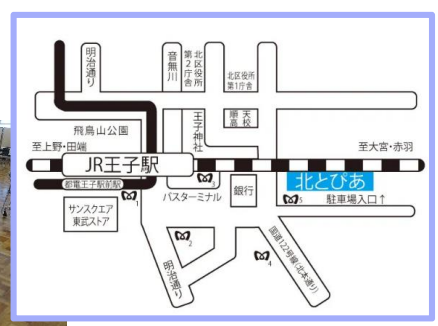 明治通り
音無川
北区役所
第2庁舎
北区役所
第1庁舎
飛鳥山公園
王子神社
順天
高校
至上野・田端
至大宮・赤羽
JR王子駅
北とぴあ
都電王子駅前駅
バスターミナル
銀行
駐車場入口↑
サンスクエア
東武ストア
1
2
3
4
5
明治通り
国道122号線(北本通り)